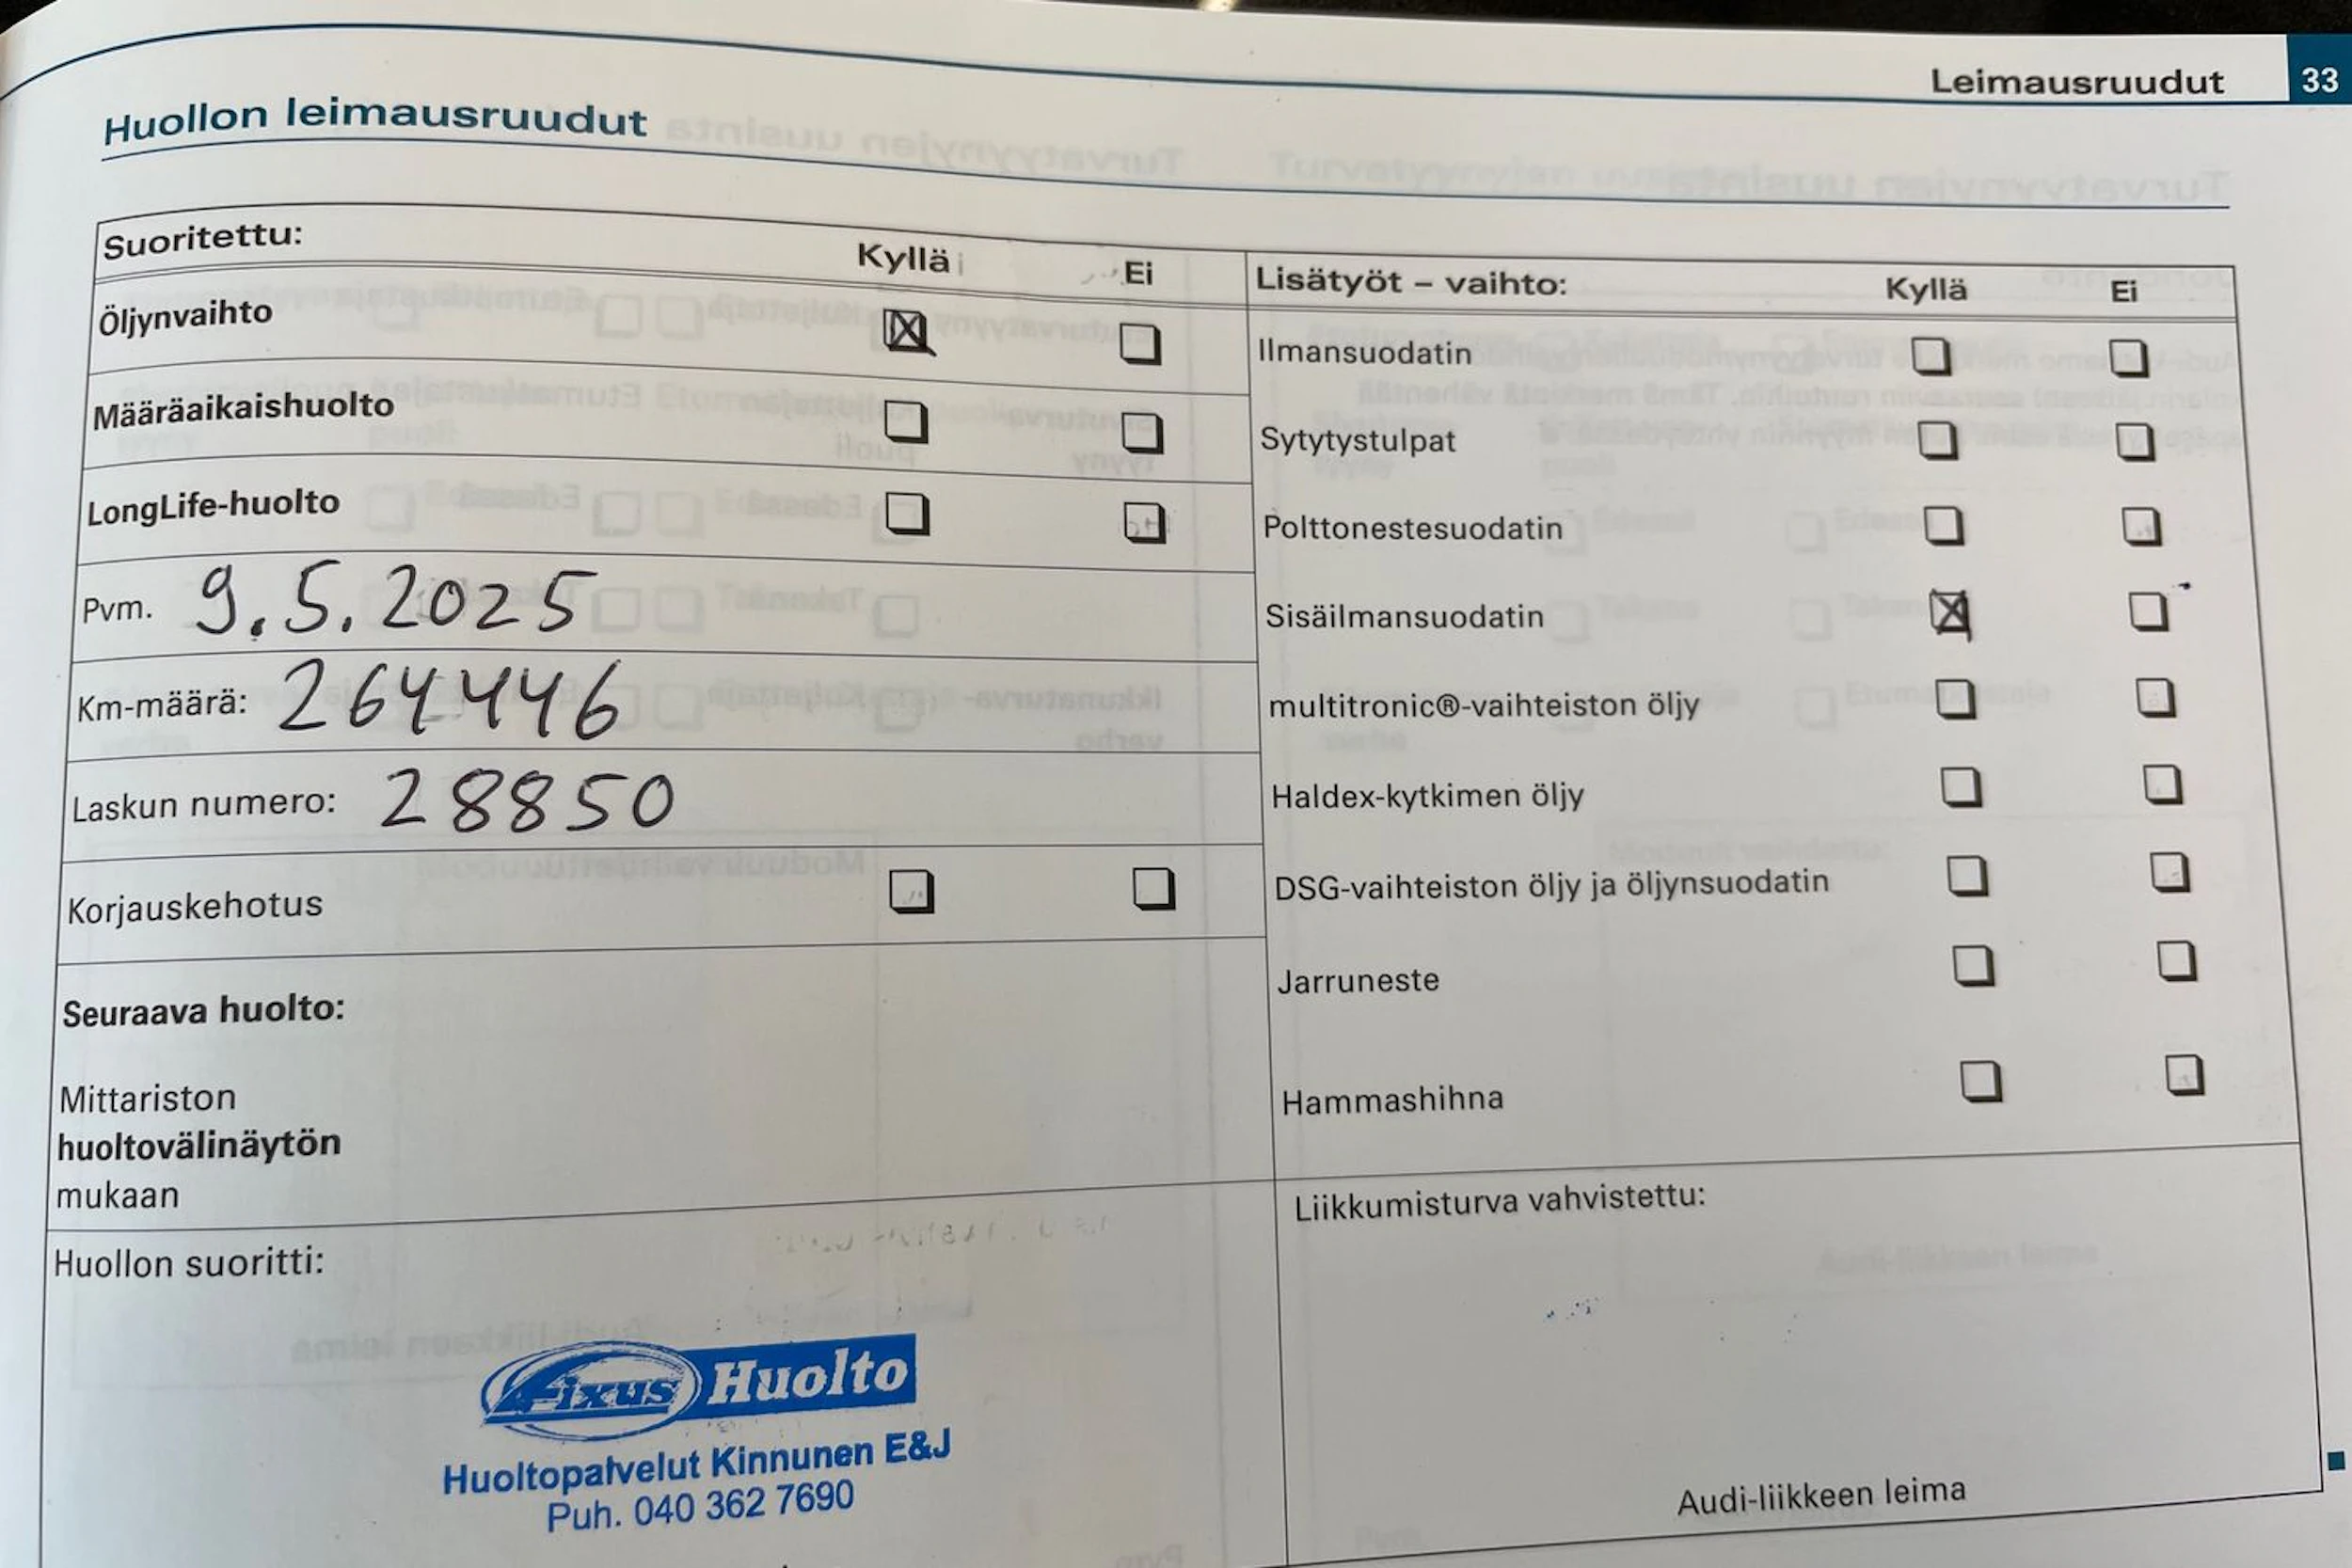 Leimausruudut 33
Huollon leimausruudut
Suoritettu: Kyllä Ei
Öljynvaihto
Määräaikaishuolto
LongLife-huolto
Pvm. 9.5.2025
Km-määrä: 264446
Laskun numero: 28850
Korjauskehotus
Seuraava huolto:
Mittariston
huoltovälinäytön
mukaan
Huollon suoritti:
Fixus Huolto
Huoltopalvelut Kinnunen E&J
Puh. 040 362 7690
Lisätyöt – vaihto: Kyllä Ei
Ilmansuodatin
Sytytystulpat
Polttonestesuodatin
Sisäilmansuodatin
multitronic®-vaihteiston öljy
Haldex-kytkimen öljy
DSG-vaihteiston öljy ja öljynsuodatin
Jarruneste
Hammashihna
Liikkumisturva vahvistettu:
Audi-liikkeen leima